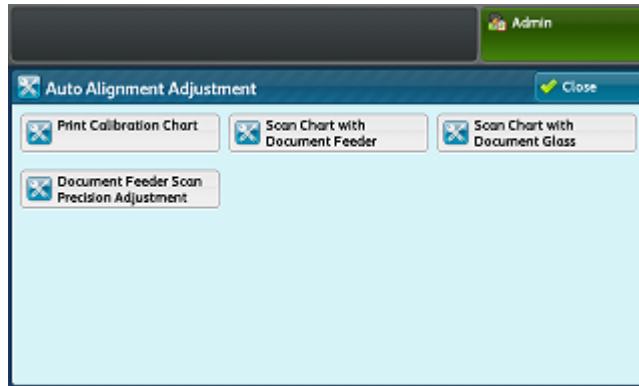 Admin
Auto Alignment Adjustment
Close
Print Calibration Chart
Scan Chart with
Document Feeder
Scan Chart with
Document Glass
Document Feeder Scan
Precision Adjustment